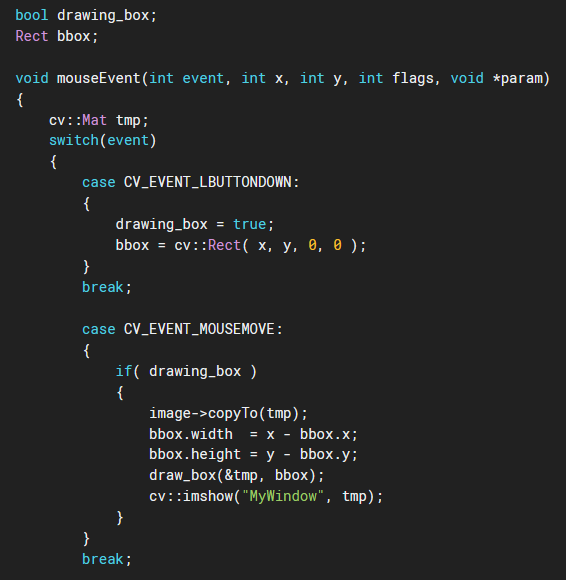 bool drawing_box;
Rect bbox;
void mouseEvent(int event, int x, int y, int flags, void *param)
{
    cv::Mat tmp;
    switch(event)
    {
        case CV_EVENT_LBUTTONDOWN:
        {
            drawing_box = true;
            bbox = cv::Rect( x, y, 0, 0 );
        }
        break;
        case CV_EVENT_MOUSEMOVE:
        {
            if( drawing_box )
            {
                image->copyTo(tmp);
                bbox.width  = x - bbox.x;
                bbox.height = y - bbox.y;
                draw_box(&tmp, bbox);
                cv::imshow("MyWindow", tmp);
            }
        }
        break;